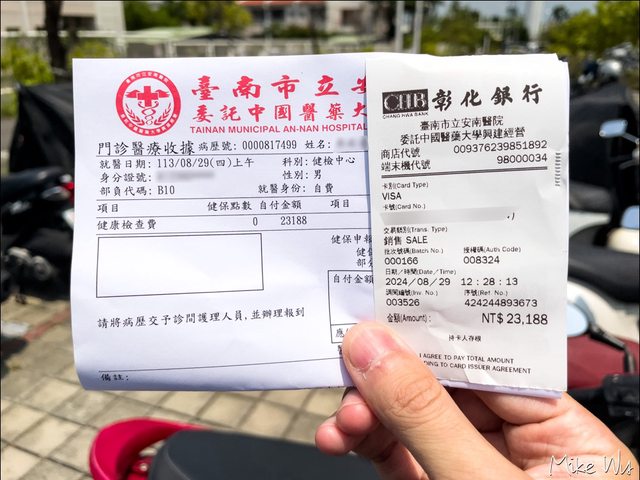 臺南市立安
委託中國醫藥大
TAINAN MUNICIPAL AN-NAN HOSPITAL
門診醫療收據 病歷號: 0000817499 姓名:
就醫日期: 113/08/29(四)上午 科別: 健檢中心
身分證號: 性別: 男
部負代碼: B10 就醫身份: 自費
項目 健保點數 自付金額 項目
健康檢查費 0 23188
健保申報
健保
部分
自付金額
請將病歷交予診間護理人員,並辦理報到
應
備註:
CHB 彰化銀行
CHANG HWA BANK
臺南市立安南醫院
委託中國醫藥大學興建經營
商店代號 009376239851892
端末機代號 98000034
卡別(Card Type)
VISA
卡號(Card No.)
交易類別(Trans. Type)
銷售 SALE
批次號碼(Batch No.) 授權碼(Auth Code)
000166 008324
日期/時間(Date/Time)
2024/08/29 12:28:13
調閱編號(Inv. No.) 序號(Ref. No.)
003526 424244893673
金額(Amount): NT$ 23,188
持卡人存根
I AGREE TO PAY TOTAL AMOUNT
DING TO CARD ISSUER AGREEMENT
Mike Wu